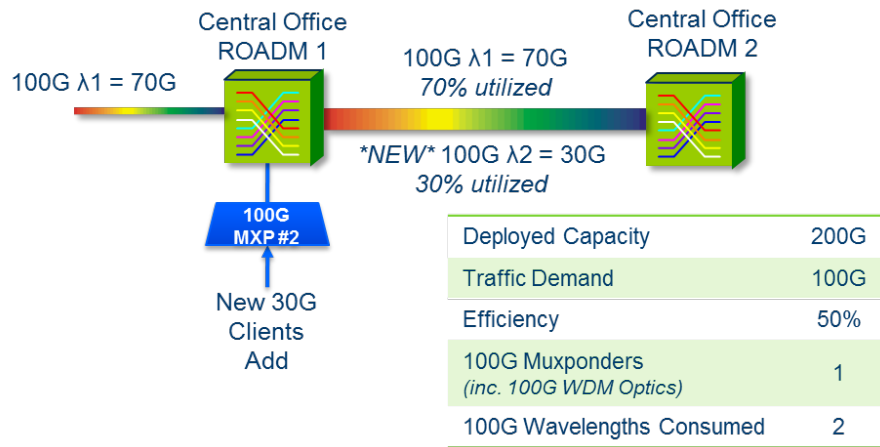 Central Office
ROADM 1
Central Office
ROADM 2
100G λ1 = 70G
100G λ1 = 70G
70% utilized
*NEW* 100G λ2 = 30G
30% utilized
100G
MXP #2
New 30G
Clients
Add
Deployed Capacity 200G
Traffic Demand 100G
Efficiency 50%
100G Muxponders 1
(inc. 100G WDM Optics)
100G Wavelengths Consumed 2